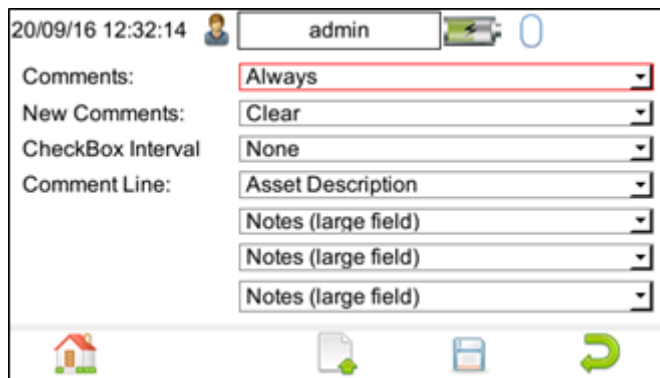 20/09/16 12:32:14 admin
Comments: Always
New Comments: Clear
CheckBox Interval None
Comment Line: Asset Description
Notes (large field)
Notes (large field)
Notes (large field)